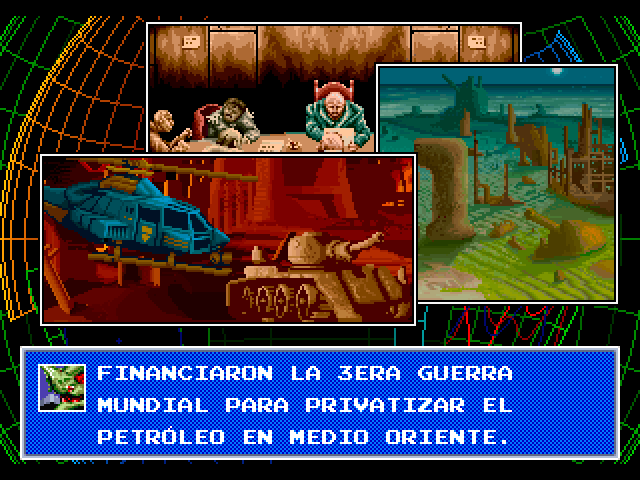 FINANCIARON LA 3ERA GUERRA
MUNDIAL PARA PRIVATIZAR EL
PETRÓLEO EN MEDIO ORIENTE.